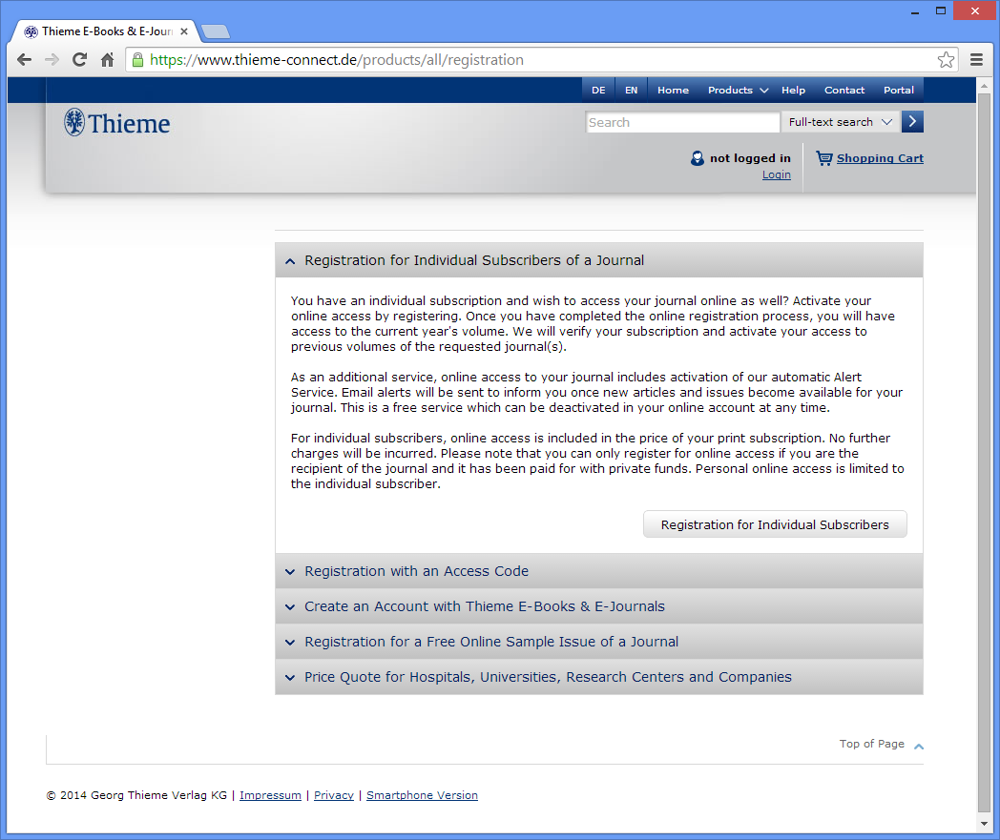 Thieme E-Books & E-Jour
https://www.thieme-connect.de/products/all/registration
DE EN Home Products Help Contact Portal
Thieme
Search Full-text search
not logged in Shopping Cart
Login
Registration for Individual Subscribers of a Journal
You have an individual subscription and wish to access your journal online as well? Activate your
online access by registering. Once you have completed the online registration process, you will have
access to the current year's volume. We will verify your subscription and activate your access to
previous volumes of the requested journal(s).
As an additional service, online access to your journal includes activation of our automatic Alert
Service. Email alerts will be sent to inform you once new articles and issues become available for your
journal. This is a free service which can be deactivated in your online account at any time.
For individual subscribers, online access is included in the price of your print subscription. No further
charges will be incurred. Please note that you can only register for online access if you are the
recipient of the journal and it has been paid for with private funds. Personal online access is limited to
the individual subscriber.
Registration for Individual Subscribers
Registration with an Access Code
Create an Account with Thieme E-Books & E-Journals
Registration for a Free Online Sample Issue of a Journal
Price Quote for Hospitals, Universities, Research Centers and Companies
Top of Page
© 2014 Georg Thieme Verlag KG | Impressum | Privacy | Smartphone Version